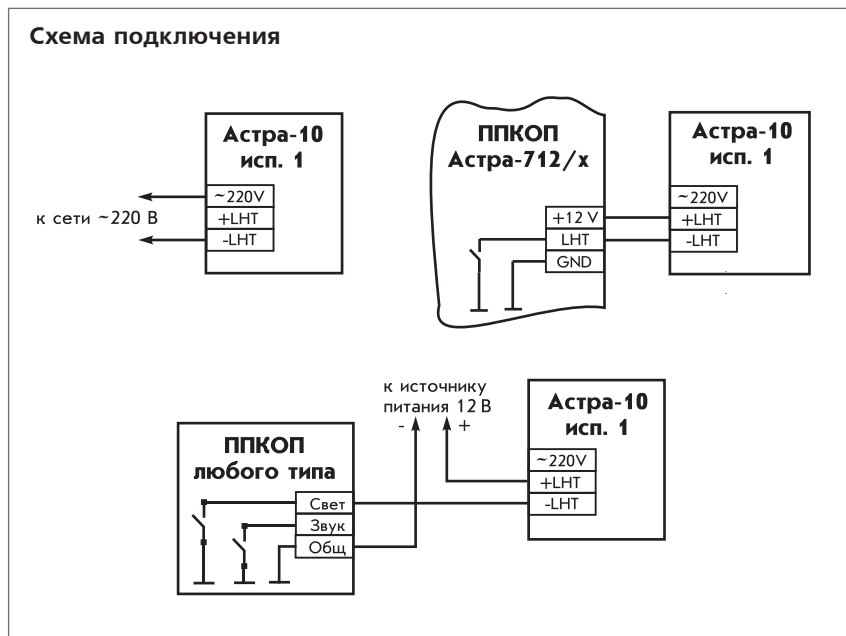 Схема подключения
Астра-10
исп. 1
~220V
+LHT
-LHT
к сети ~220 В
ППКОП
Астра-712/х
+12 V
LHT
GND
Астра-10
исп. 1
~220V
+LHT
-LHT
к источнику
питания 12 В
- +
ППКОП
любого типа
Свет
Звук
Общ
Астра-10
исп. 1
~220V
+LHT
-LHT